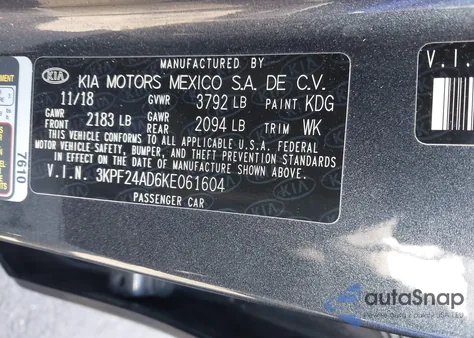 MANUFACTURED BY
KIA KIA MOTORS MEXICO S.A. DE C.V.
11/18 GVWR 3792 LB PAINT KDG
GAWR FRONT 2183 LB GAWR REAR 2094 LB TRIM WK
THIS VEHICLE CONFORMS TO ALL APPLICABLE U.S.A. FEDERAL
MOTOR VEHICLE SAFETY, BUMPER, AND THEFT PREVENTION STANDARDS
IN EFFECT ON THE DATE OF MANUFACTURE SHOWN ABOVE.
V.I.N. 3KPF24AD6KE061604
PASSENGER CAR
7610
V.I.
autoSnap